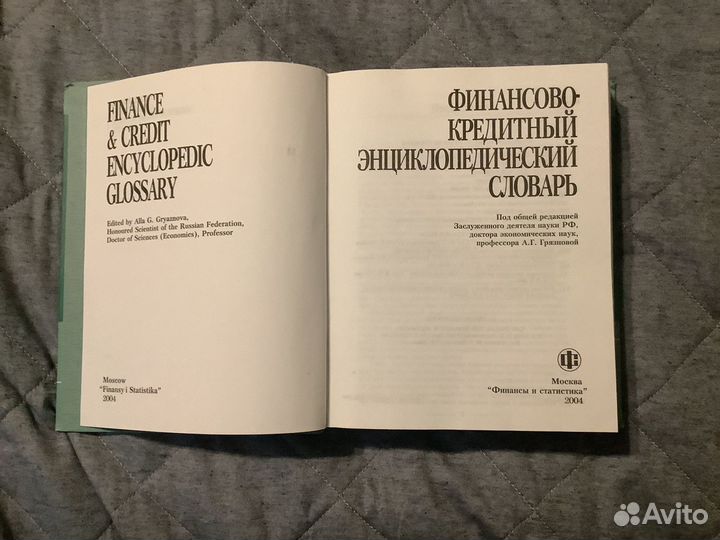 FINANCE
& CREDIT
ENCYCLOPEDIC
GLOSSARY
Edited by Alla G. Gryaznova,
Honoured Scientist of the Russian Federation,
Doctor of Sciences (Economics), Professor
Moscow
"Finansy i Statistika"
2004
ФИНАНСОВО-
КРЕДИТНЫЙ
ЭНЦИКЛОПЕДИЧЕСКИЙ
СЛОВАРЬ
Под общей редакцией
Заслуженного деятеля науки РФ,
доктора экономических наук,
профессора А.Г. Грязновой
Москва
"Финансы и статистика"
2004
Avito